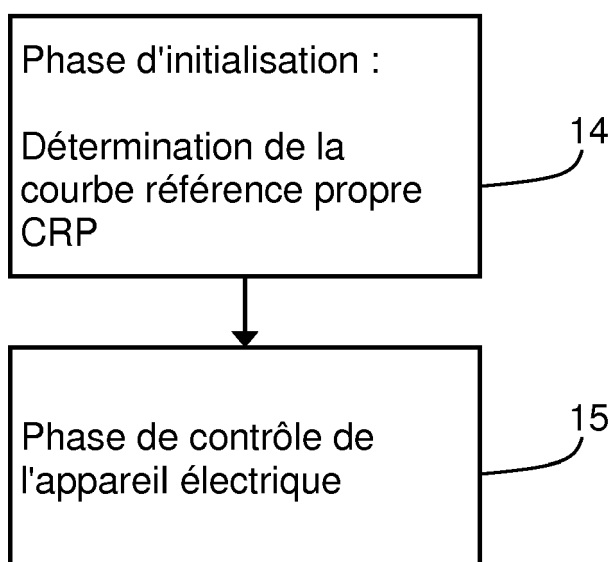 Phase d'initialisation :
Détermination de la
courbe référence propre
CRP
14
Phase de contrôle de
l'appareil électrique
15